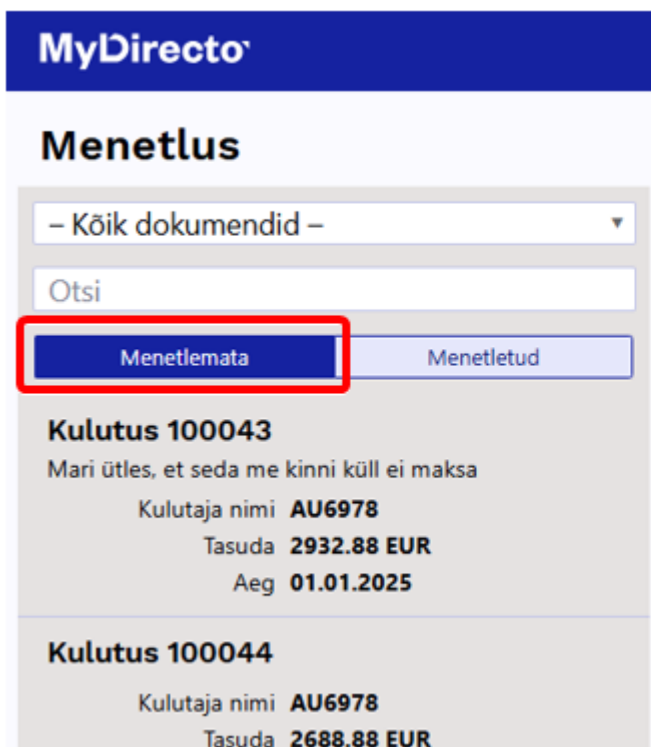 MyDirecto
Menetlus
– Kõik dokumendid –
Otsi
Menetlemata Menetletud
Kulutus 100043
Mari ütles, et seda me kinni küll ei maksa
Kulutaja nimi AU6978
Tasuda 2932.88 EUR
Aeg 01.01.2025
Kulutus 100044
Kulutaja nimi AU6978
Tasuda 2688.88 EUR